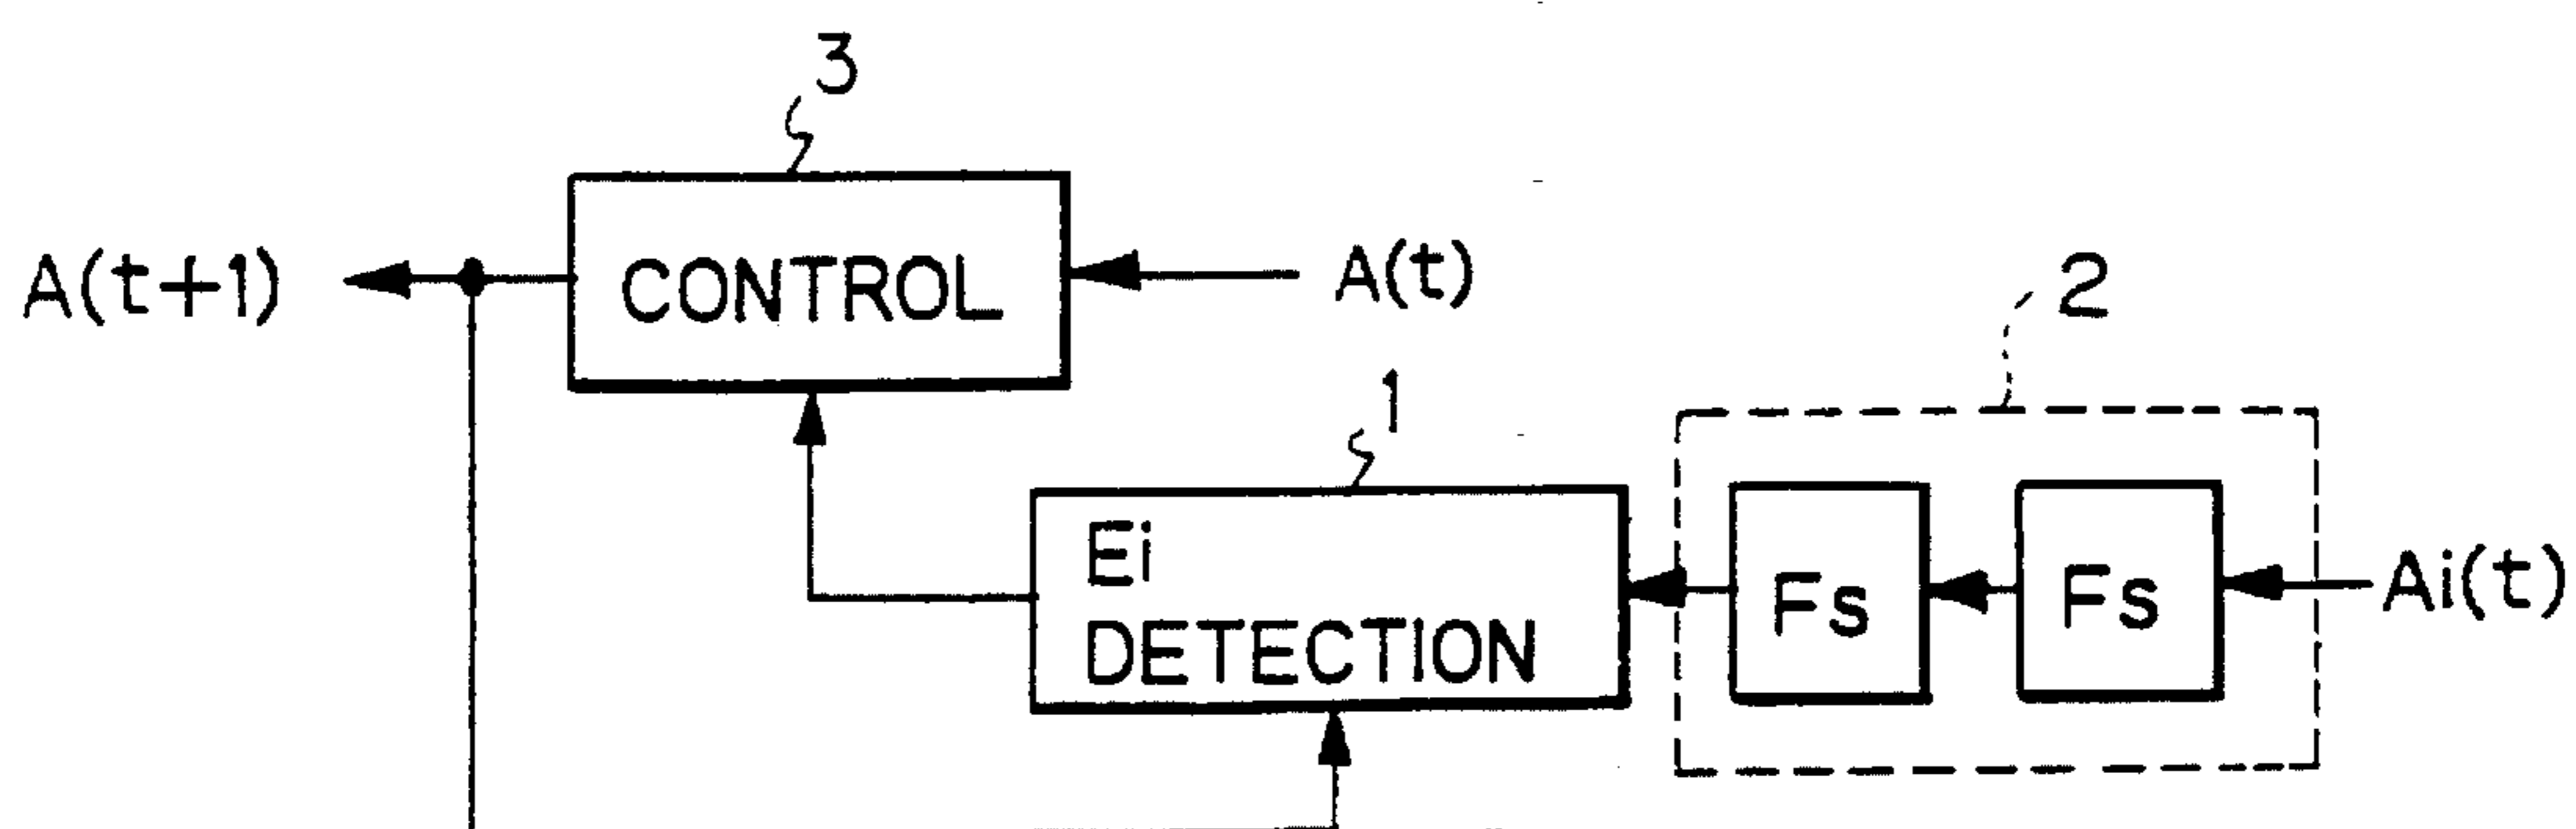 3
A(t+1)
CONTROL
A(t)
2
1
Ei
DETECTION
Fs
Fs
Ai(t)